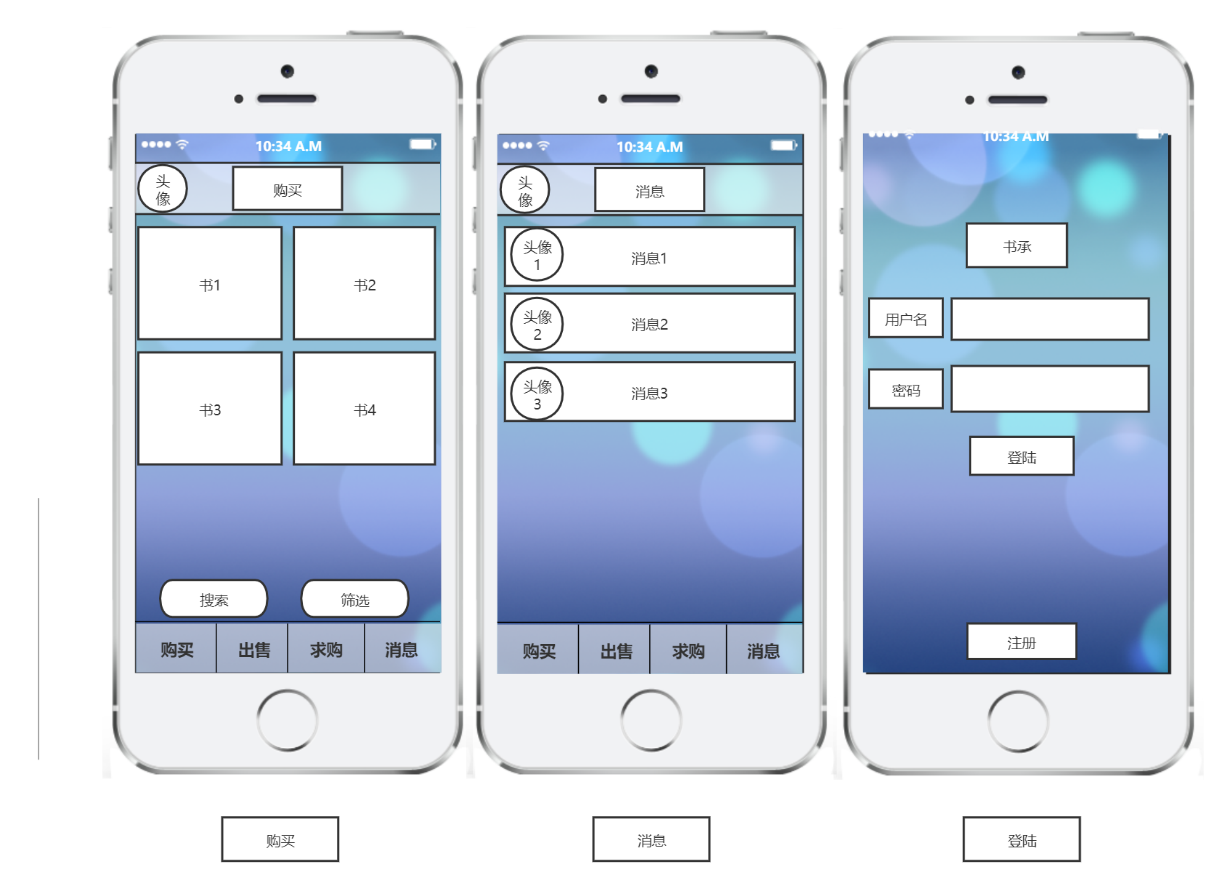 10:34 A.M
头
像
购买
书1
书2
书3
书4
搜索
筛选
购买
出售
求购
消息
购买
10:34 A.M
头
像
消息
头像
1
消息1
头像
2
消息2
头像
3
消息3
购买
出售
求购
消息
消息
10:34 A.M
书承
用户名
密码
登陆
注册
登陆